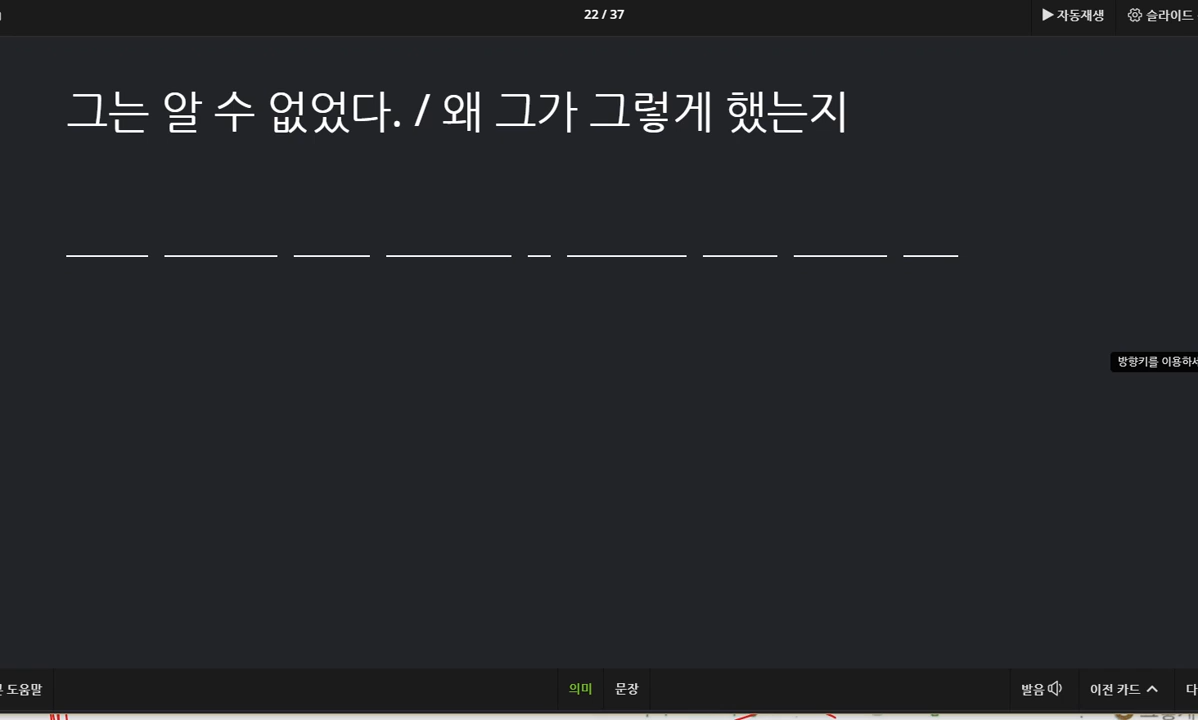 22 / 37
자동재생
슬라이드
그는 알 수 없었다. / 왜 그가 그렇게 했는지
방향키를 이용하
도움말
의미
문장
발음
이전 카드
다